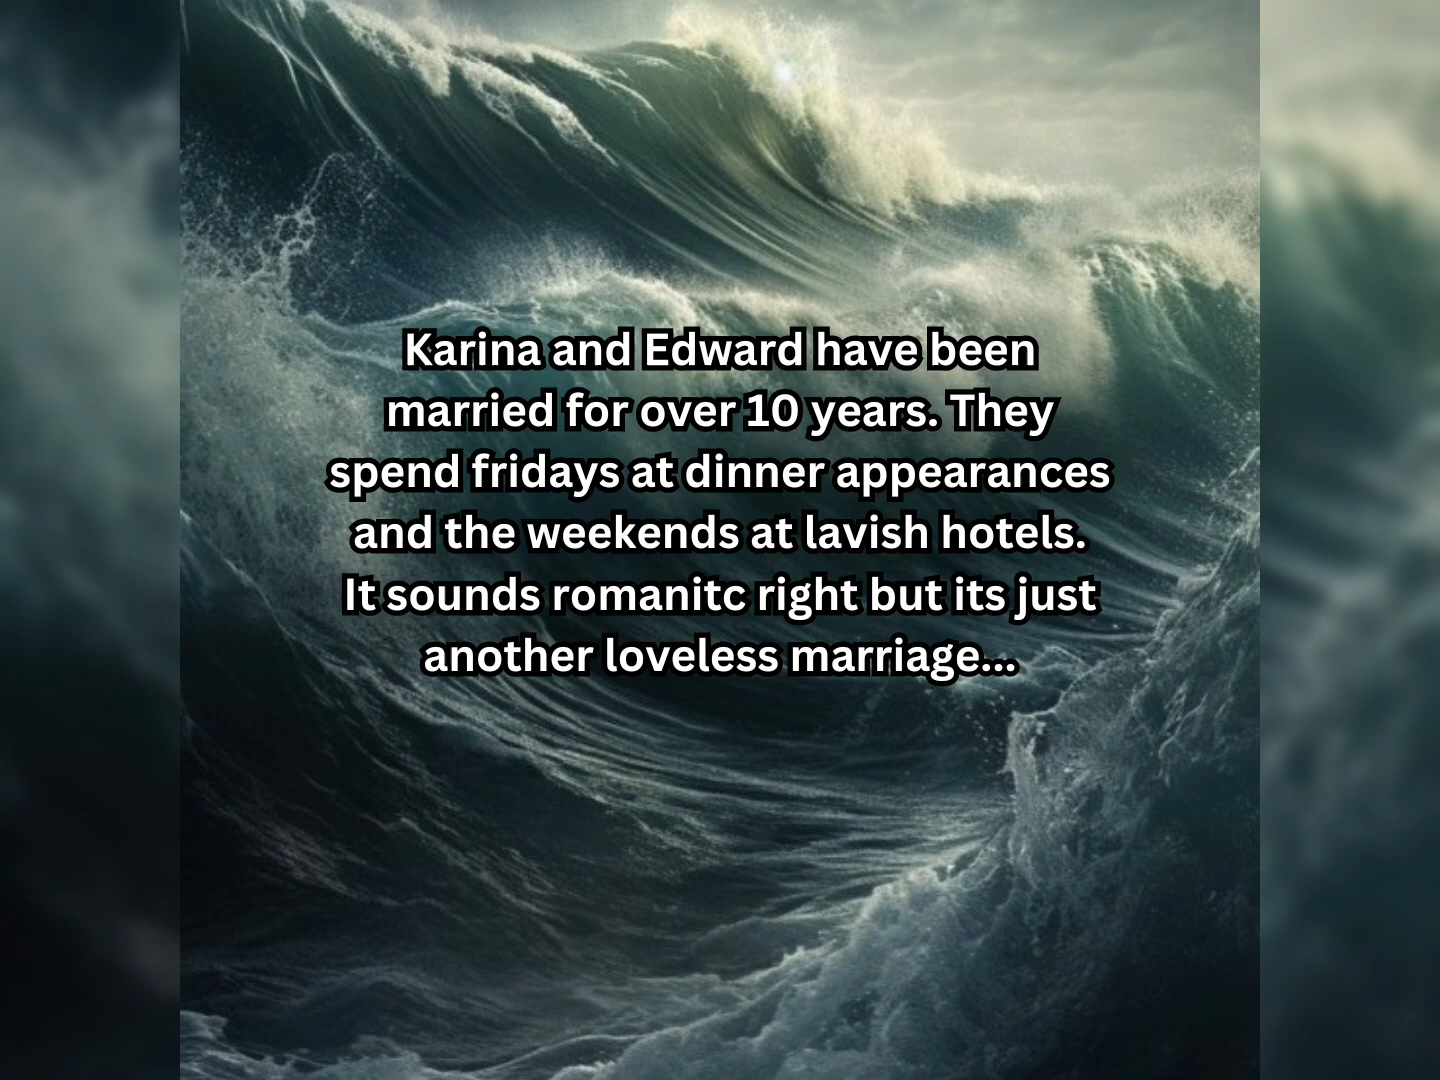 Karina and Edward have been
married for over 10 years. They
spend fridays at dinner appearances
and the weekends at lavish hotels.
It sounds romanitc right but its just
another loveless marriage...